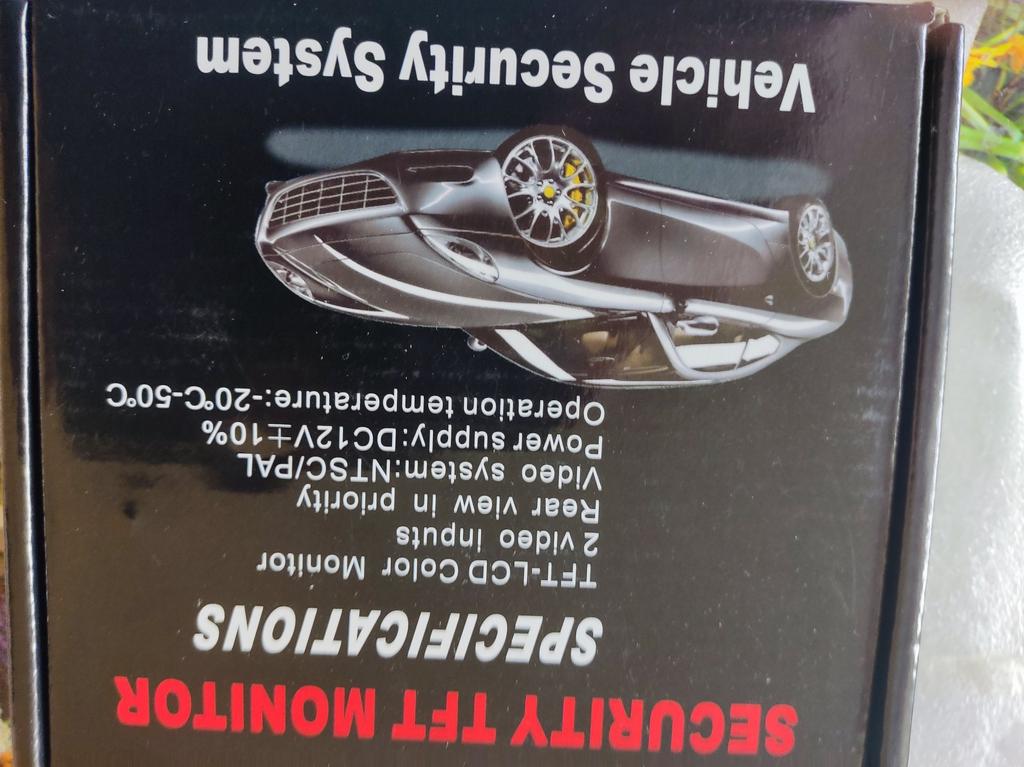 SECURITY TFT MONITOR
SPECIFICATIONS
TFT-LCD Color Monitor
2 video inputs
Rear view in priority
Video system:NTSC/PAL
Power supply:DC12V±10%
Operation temperature:-20℃-50℃
Vehicle Security System